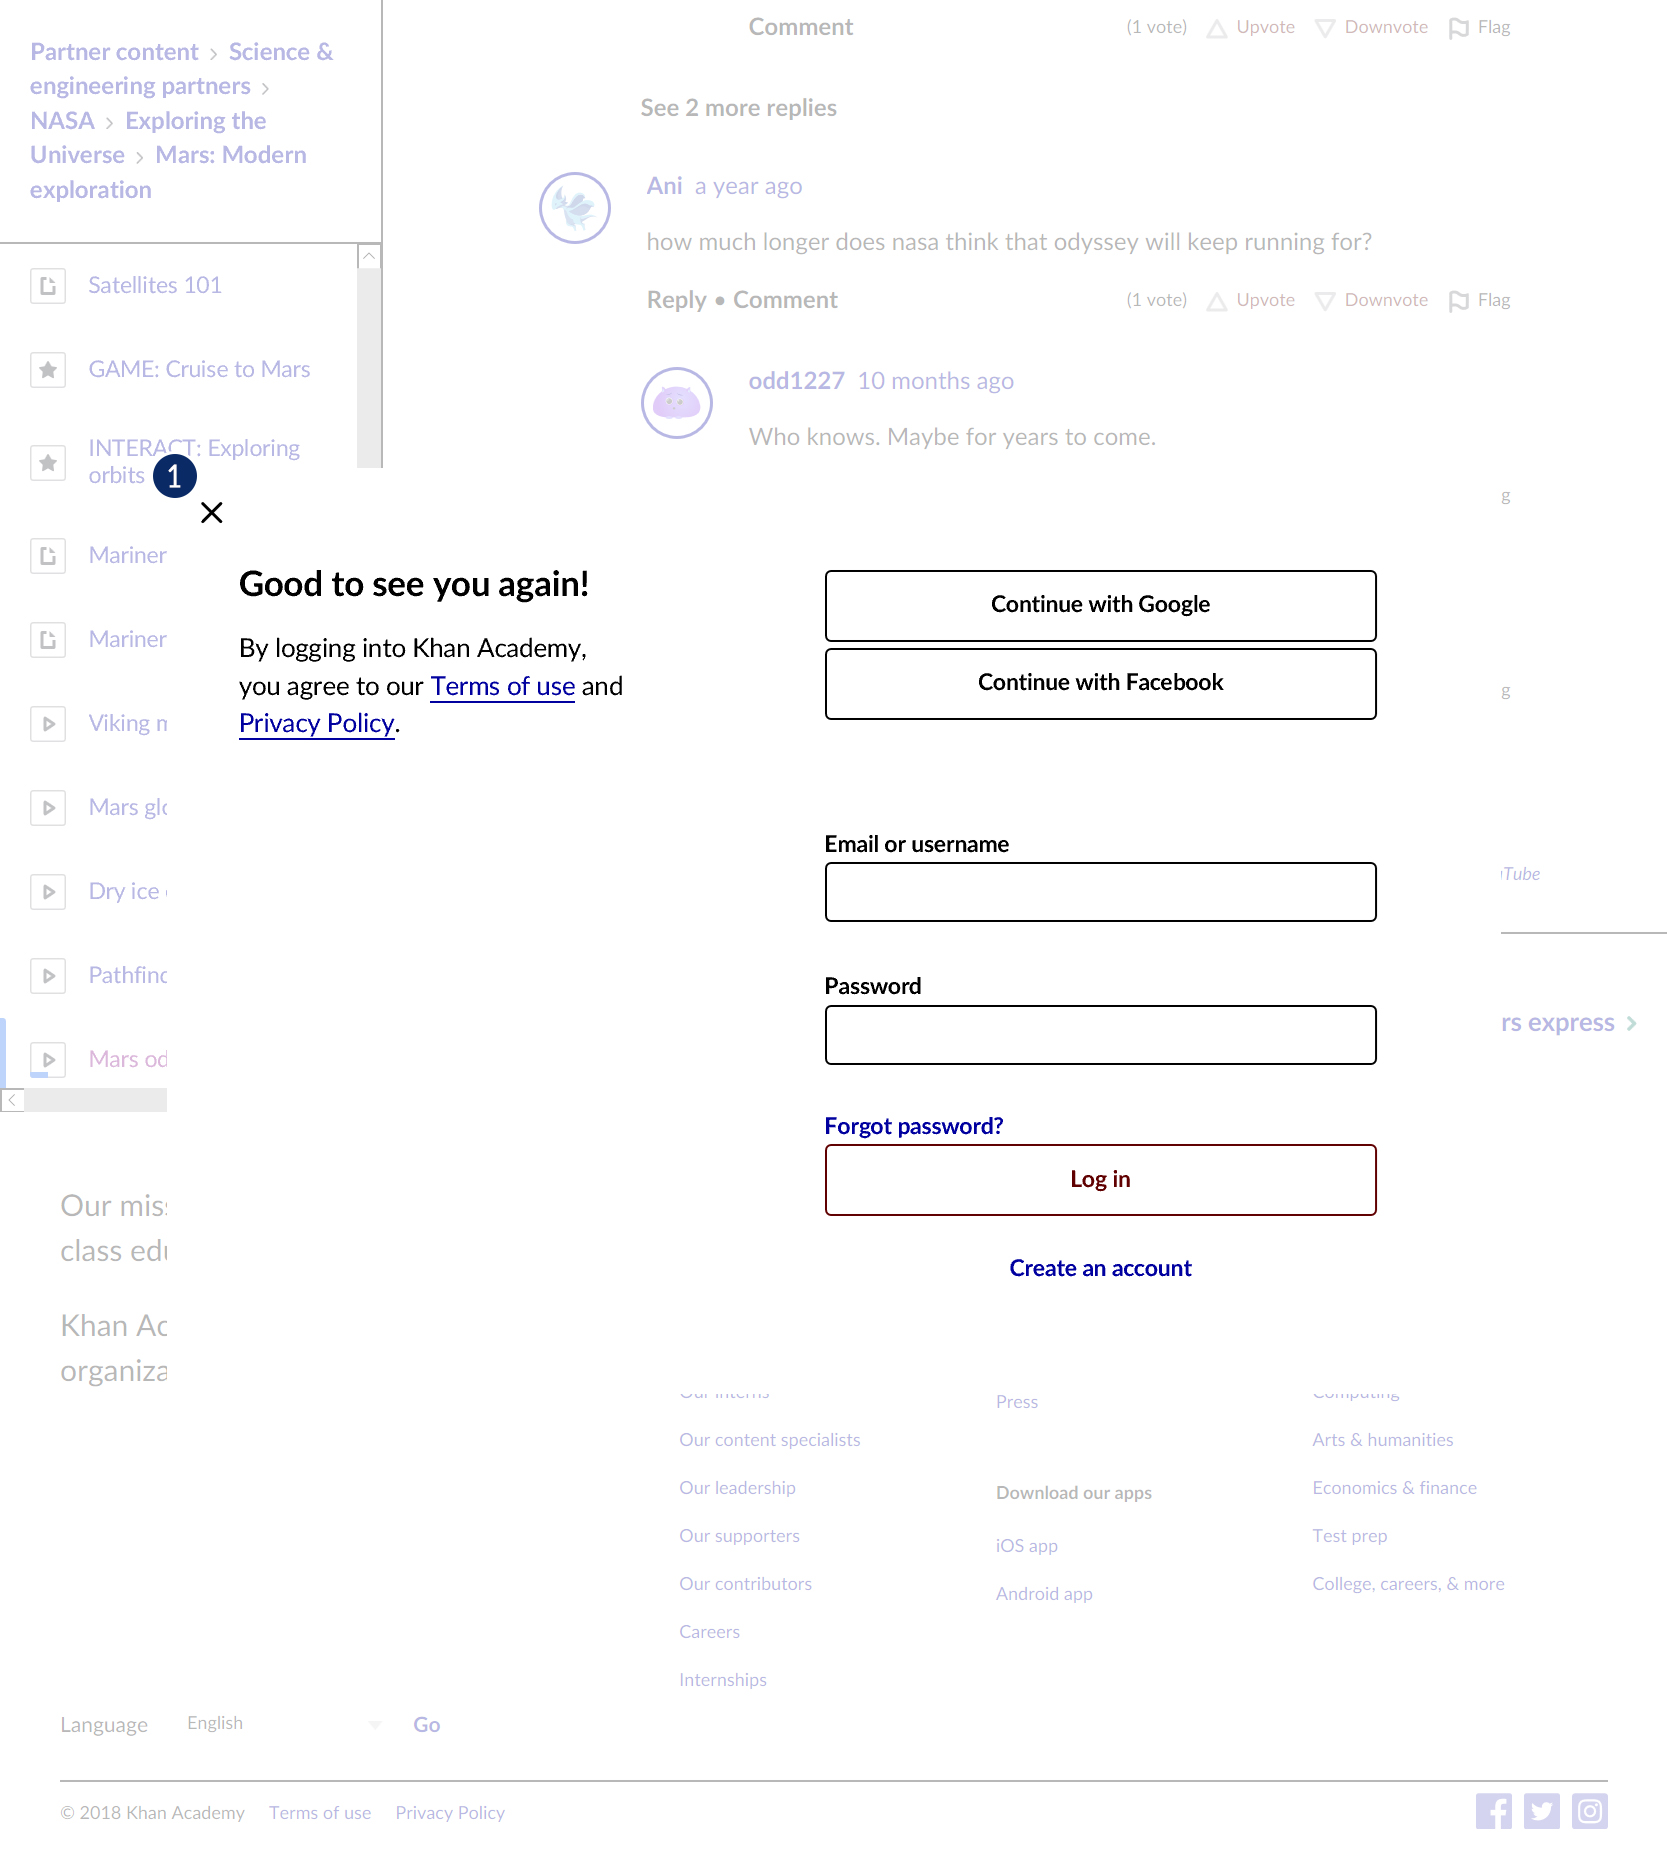 Partner content › Science &
engineering partners ›
NASA › Exploring the
Universe › Mars: Modern
exploration
Satellites 101
GAME: Cruise to Mars
INTERACT: Exploring
orbits
1
Mariner
Mariner
Viking
Mars
Dry ice
Pathfin
Mars od
Comment
(1 vote) Upvote Downvote Flag
See 2 more replies
Ani a year ago
how much longer does nasa think that odyssey will keep running for?
Reply • Comment
(1 vote) Upvote Downvote Flag
odd1227 10 months ago
Who knows. Maybe for years to come.
g
Good to see you again!
By logging into Khan Academy,
you agree to our Terms of use and
Privacy Policy.
Continue with Google
Continue with Facebook
g
Email or username
Tube
Password
rs express
Forgot password?
Log in
Create an account
Our mis
class ed
Khan Ac
organiza
Our interns
Our content specialists
Our leadership
Our supporters
Our contributors
Careers
Internships
Press
Download our apps
iOS app
Android app
Computing
Arts & humanities
Economics & finance
Test prep
College, careers, & more
Language English Go
© 2018 Khan Academy Terms of use Privacy Policy